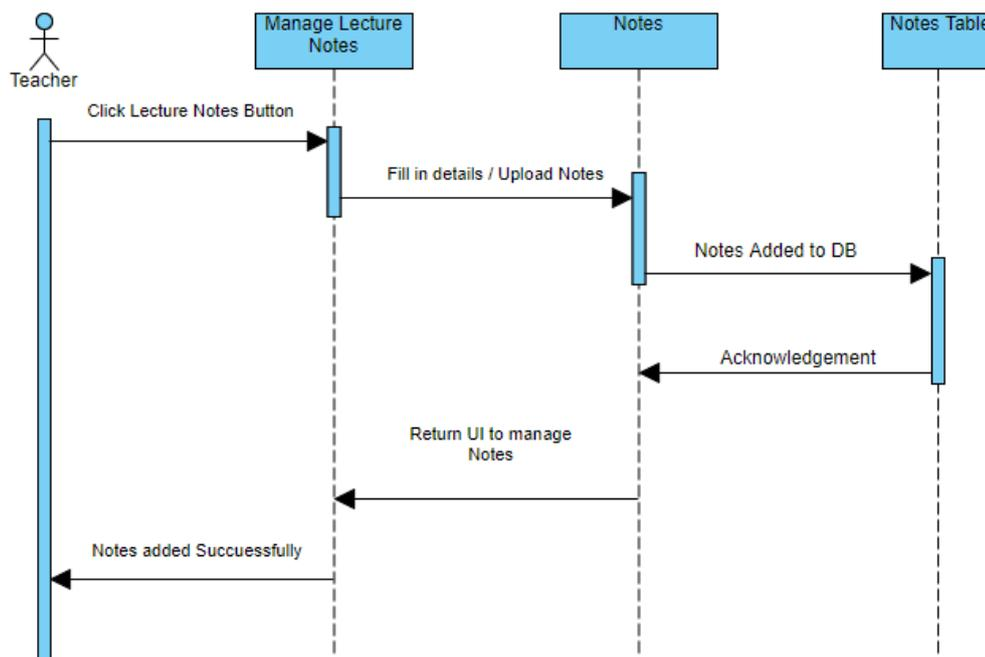 Manage Lecture
Notes
Notes
Notes Table
Teacher
Click Lecture Notes Button
Fill in details / Upload Notes
Notes Added to DB
Acknowledgement
Return UI to manage
Notes
Notes added Succuessfully